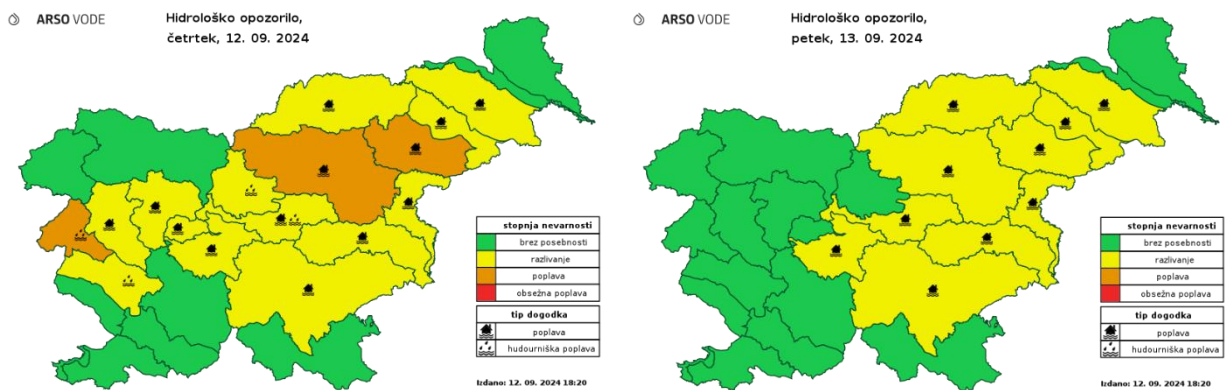 ARSO VODE
Hidrološko opozorilo,
četrtek, 12. 09. 2024
stopnja nevarnosti
brez posebnosti
razlivanje
poplava
obsežna poplava
tip dogodka
poplava
hudourniška poplava
Izdano: 12. 09. 2024 18:20
ARSO VODE
Hidrološko opozorilo,
petek, 13. 09. 2024
stopnja nevarnosti
brez posebnosti
razlivanje
poplava
obsežna poplava
tip dogodka
poplava
hudourniška poplava
Izdano: 12. 09. 2024 18:20